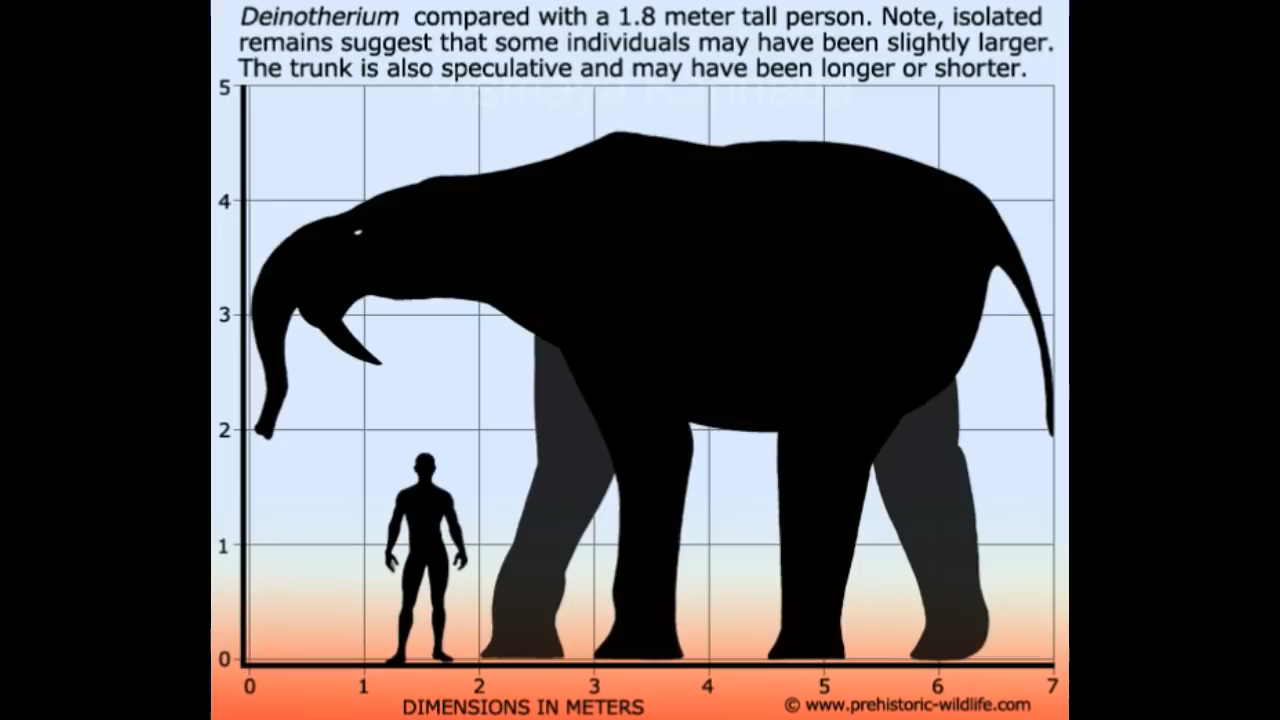 Deinotherium compared with a 1.8 meter tall person. Note, isolated
remains suggest that some individuals may have been slightly larger.
The trunk is also speculative and may have been longer or shorter.
Vismaya Kannada
5
4
3
2
1
0
0 1 2 3 4 5 6 7
DIMENSIONS IN METERS © www.prehistoric-wildlife.com